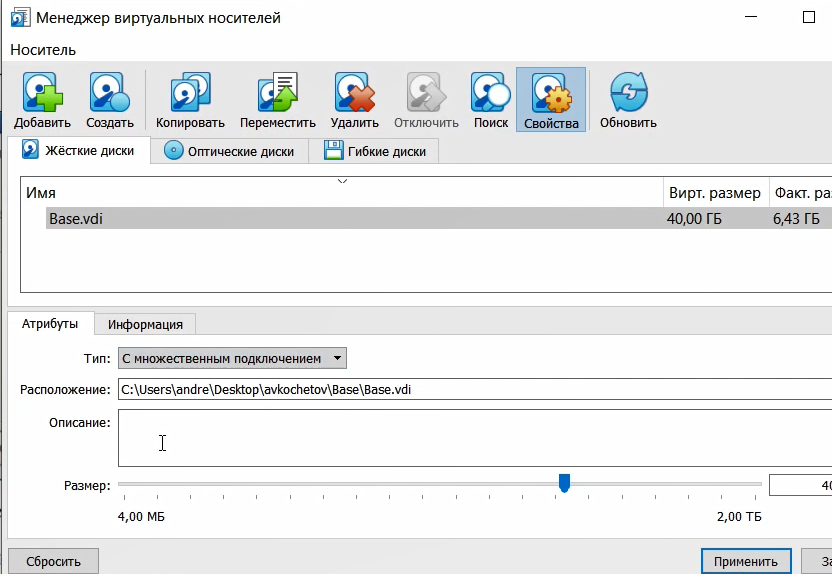 Менеджер виртуальных носителей
Носитель
Добавить Создать Копировать Переместить Удалить Отключить Поиск Свойства Обновить
Жёсткие диски Оптические диски Гибкие диски
Имя Вирт. размер Факт.
Base.vdi 40,00 ГБ 6,43 ГБ
Атрибуты Информация
Тип: С множественным подключением
Расположение: C:\Users\andre\Desktop\avkochetov\Base\Base.vdi
Описание:
Размер: 40
4,00 МБ 2,00 ТБ
Сбросить Применить